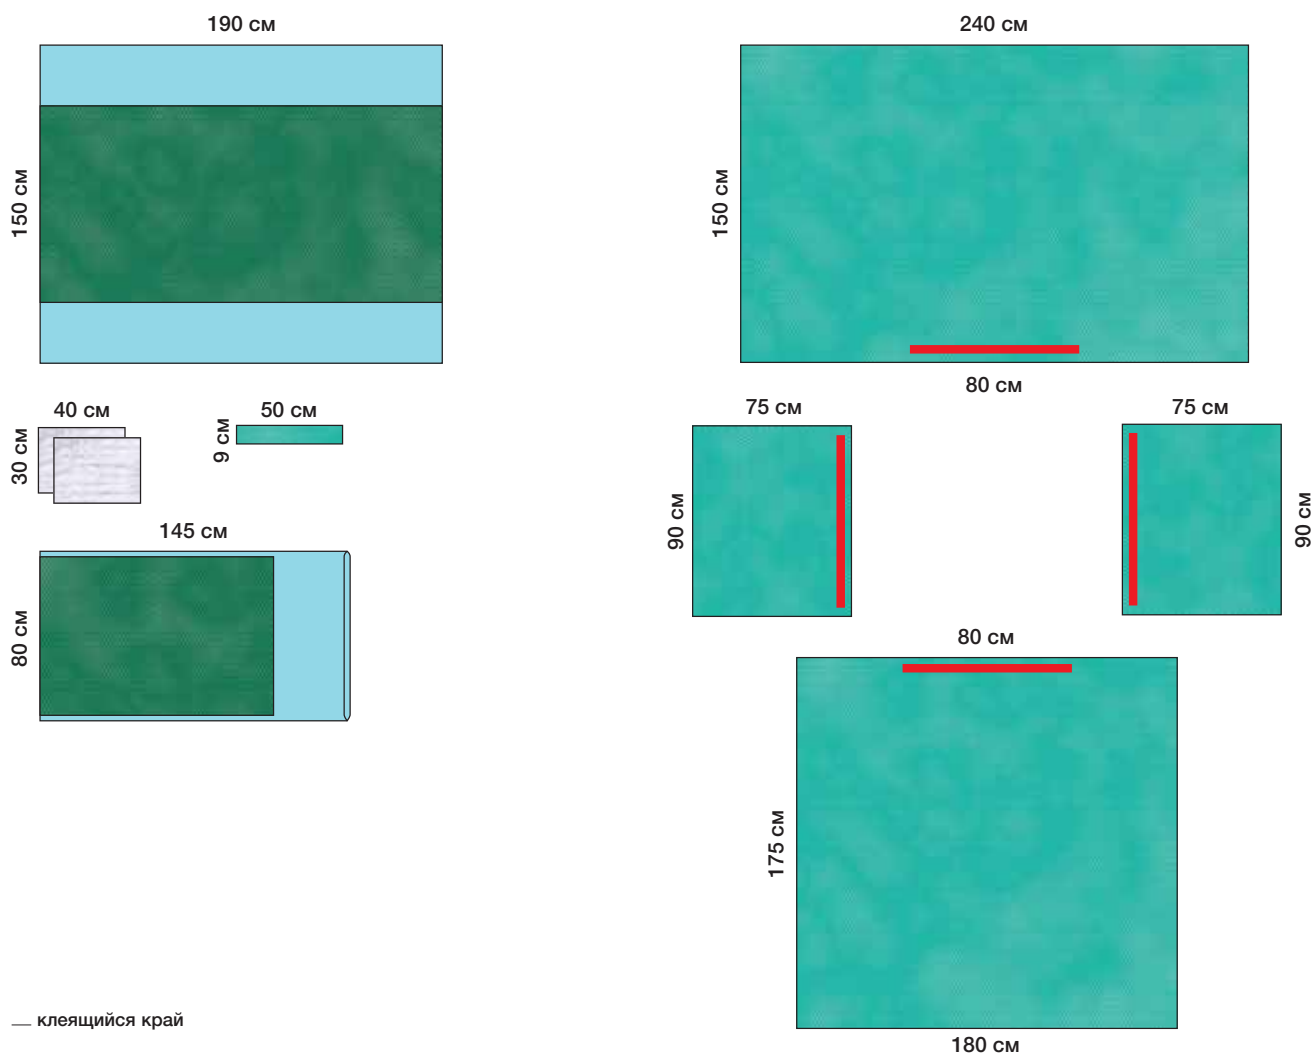 190 см
150 см
240 см
150 см
80 см
40 см
30 см
50 см
9 см
75 см
90 см
75 см
90 см
145 см
80 см
80 см
175 см
180 см
__ клеящийся край